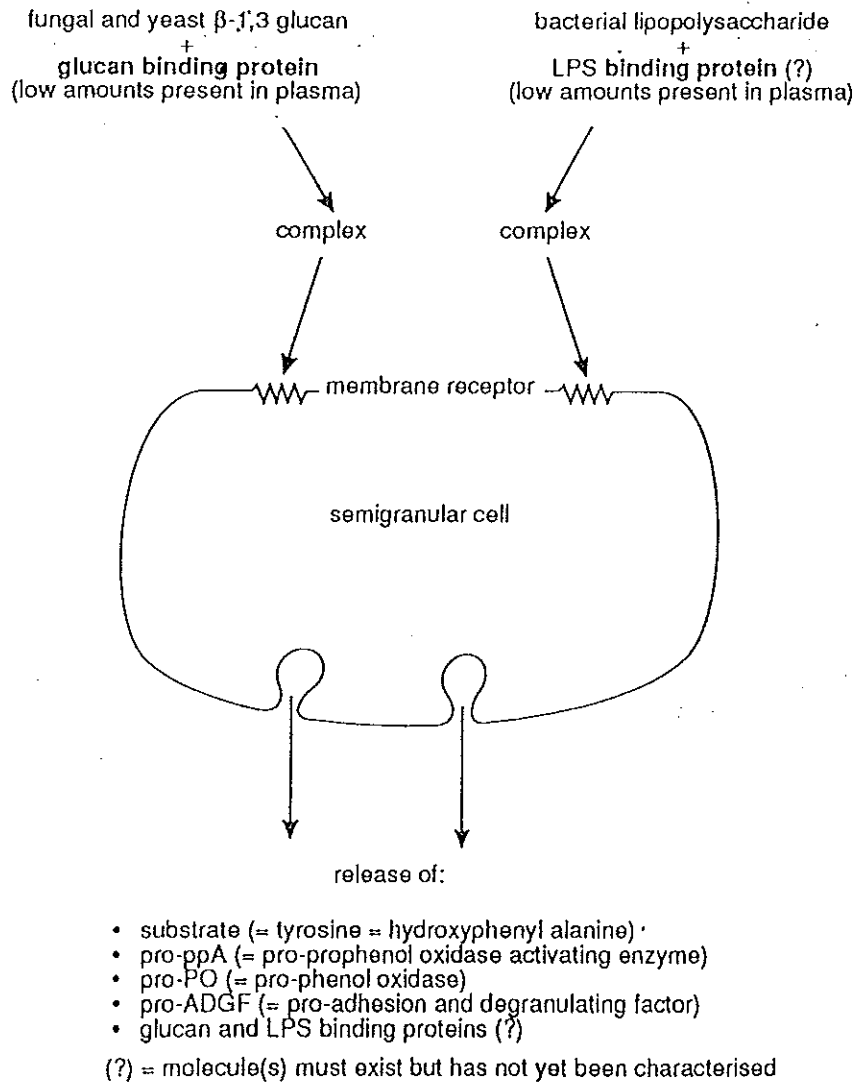 fungal and yeast β-1,3 glucan
+
glucan binding protein
(low amounts present in plasma)
bacterial lipopolysaccharide
+
LPS binding protein (?)
(low amounts present in plasma)
complex
complex
membrane receptor
semigranular cell
release of:
• substrate (= tyrosine = hydroxyphenyl alanine)
• pro-ppA (= pro-prophenol oxidase activating enzyme)
• pro-PO (= pro-phenol oxidase)
• pro-ADGF (= pro-adhesion and degranulating factor)
• glucan and LPS binding proteins (?)
(?) = molecule(s) must exist but has not yet been characterised